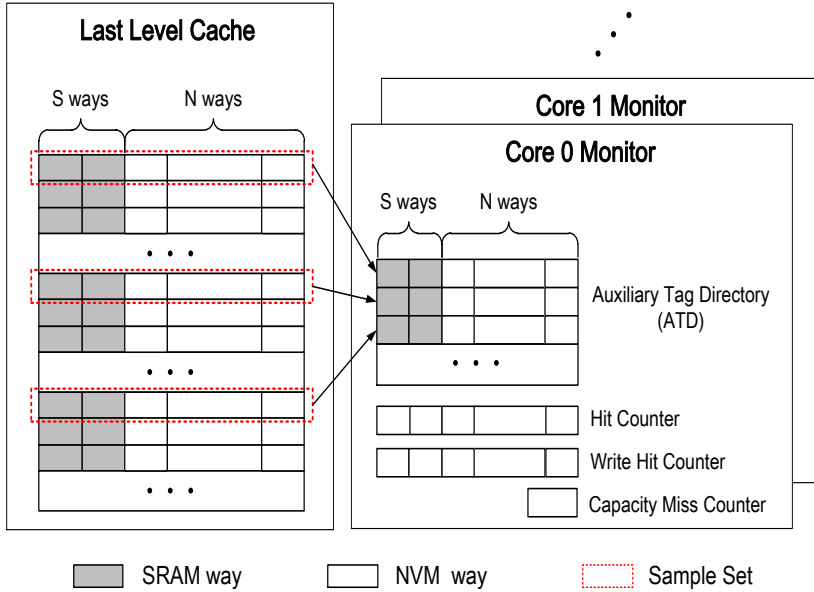 Last Level Cache
S ways
N ways
• • •
• • •
• • •
• • •
Core 1 Monitor
Core 0 Monitor
S ways
N ways
Auxiliary Tag Directory
(ATD)
• • •
Hit Counter
Write Hit Counter
Capacity Miss Counter
SRAM way
NVM way
Sample Set